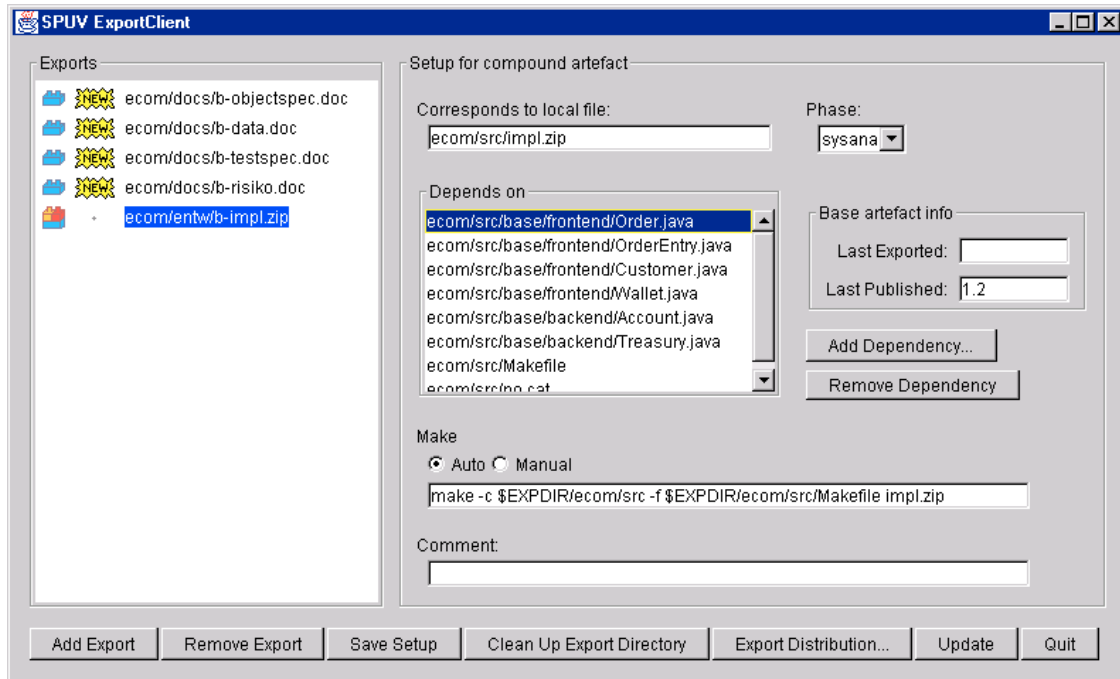 SPUV ExportClient
Exports
NEW ecom/docs/b-objectspec.doc
NEW ecom/docs/b-data.doc
NEW ecom/docs/b-testspec.doc
NEW ecom/docs/b-risiko.doc
ecom/entw/b-impl.zip
Setup for compound artefact
Corresponds to local file:
ecom/src/impl.zip
Phase:
sysana
Depends on
ecom/src/base/frontend/Order.java
ecom/src/base/frontend/OrderEntry.java
ecom/src/base/frontend/Customer.java
ecom/src/base/frontend/Wallet.java
ecom/src/base/backend/Account.java
ecom/src/base/backend/Treasury.java
ecom/src/Makefile
ecom/src/no.cat
Base artefact info
Last Exported:
Last Published: 1.2
Add Dependency...
Remove Dependency
Make
Auto Manual
make -c $EXPDIR/ecom/src -f $EXPDIR/ecom/src/Makefile impl.zip
Comment:
Add Export Remove Export Save Setup Clean Up Export Directory Export Distribution... Update Quit